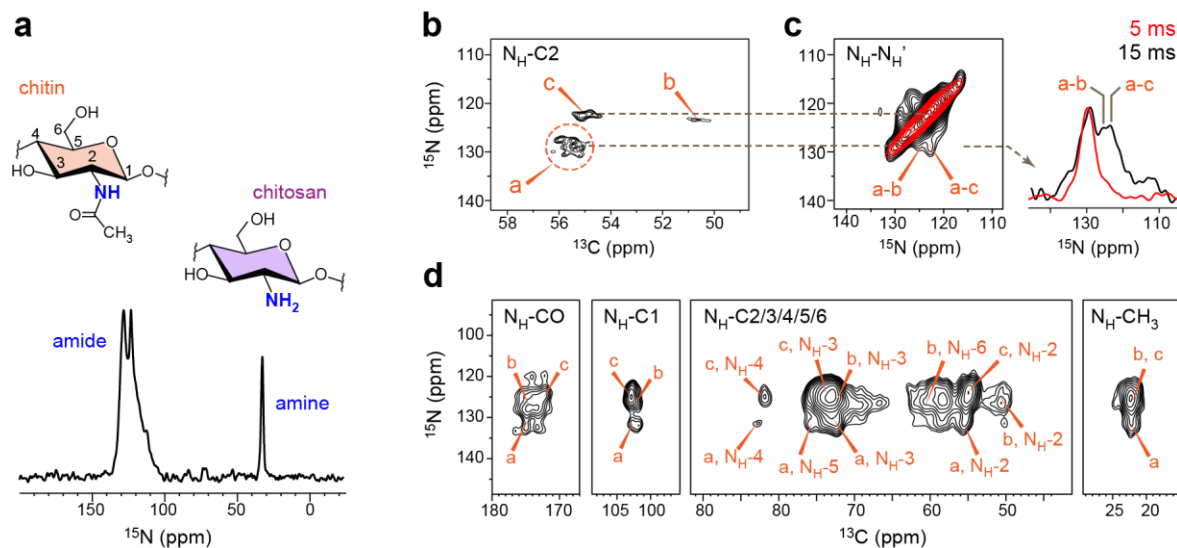 a
chitin
OH
6
4
5
O
HO
3
2
1
O
NH
O
CH₃
chitosan
OH
O
HO
O
NH₂
amide
amine
150 100 50 0
¹⁵N (ppm)
b
Nₕ-C2
c
b
a
110
120
130
140
¹⁵N (ppm)
58 56 54 52 50
¹³C (ppm)
c
Nₕ-Nₕ’
110
120
130
140
¹⁵N (ppm)
a-b
a-c
140 130 120 110
¹⁵N (ppm)
5 ms
15 ms
a-b
a-c
130 110
¹⁵N (ppm)
d
Nₕ-CO
b
c
a
100
120
140
¹⁵N (ppm)
180 170
Nₕ-C1
c
b
a
100
Nₕ-C2/3/4/5/6
c, Nₕ-3
b, Nₕ-6
c, Nₕ-2
c, Nₕ-4
b, Nₕ-3
a, Nₕ-4
a, Nₕ-5
a, Nₕ-3
a, Nₕ-2
b, Nₕ-2
80 80 70 60 50
¹³C (ppm)
Nₕ-CH₃
b, c
a
25 20